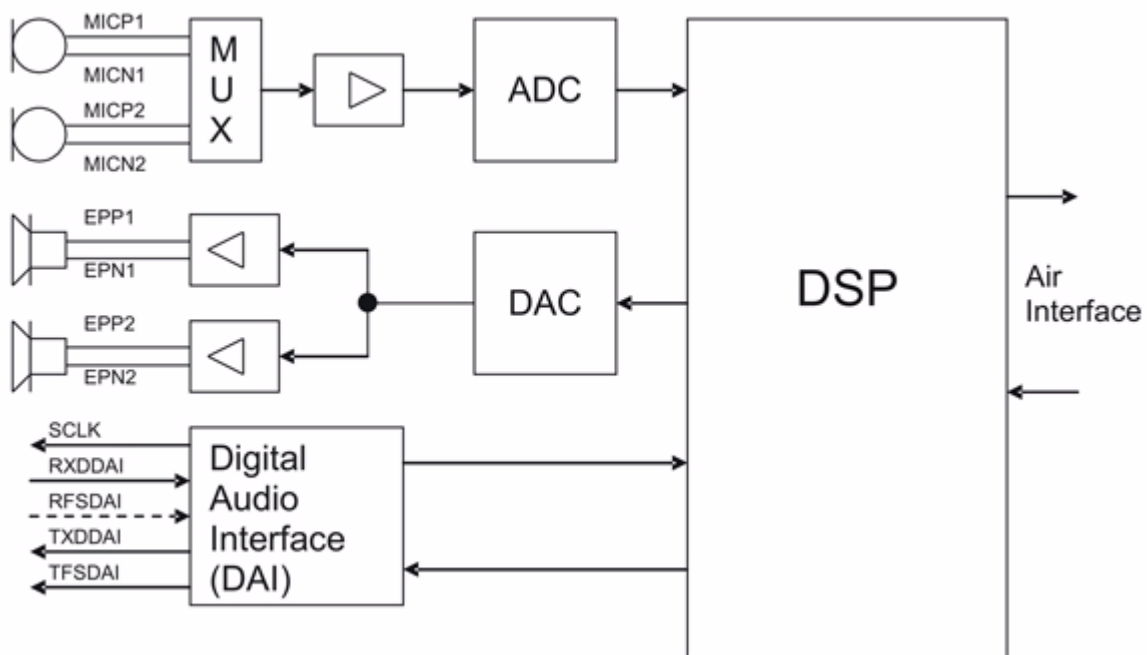 MICP1
MICN1
MICP2
MICN2
M
U
X
ADC
EPP1
EPN1
EPP2
EPN2
DAC
DSP
Air
Interface
SCLK
RXDDAI
RFSDAI
TXDDAI
TFSDAI
Digital
Audio
Interface
(DAI)